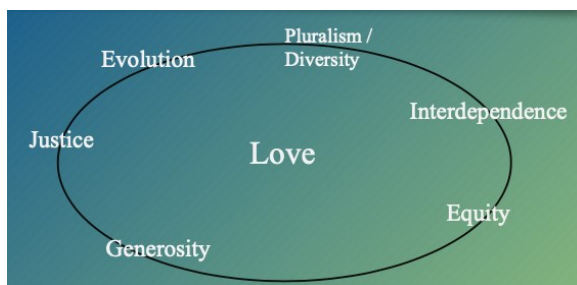 Pluralism /
Diversity
Evolution
Interdependence
Justice
Love
Equity
Generosity